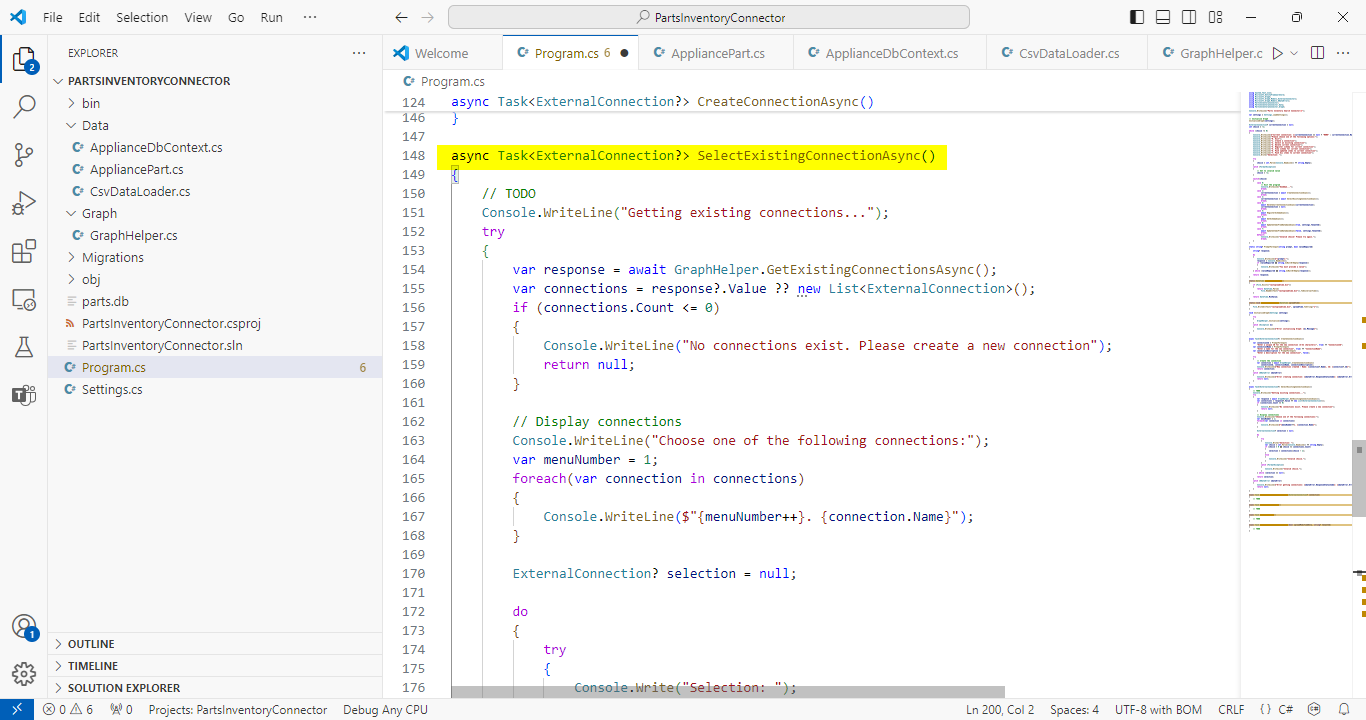 File Edit Selection View Go Run ···
PartsInventoryConnector
EXPLORER ···
PARTSINVENTORYCONNECTOR
bin
Data
C# ApplianceDbContext.cs
C# AppliancePart.cs
C# CsvDataLoader.cs
Graph
C# GraphHelper.cs
Migrations
obj
parts.db
PartsInventoryConnector.csproj
PartsInventoryConnector.sln
C# Program.cs 6
C# Settings.cs
OUTLINE
TIMELINE
SOLUTION EXPLORER
2
1
Welcome
C# Program.cs 6
C# AppliancePart.cs
C# ApplianceDbContext.cs
C# CsvDataLoader.cs
C# GraphHelper.c
C# Program.cs
124 async Task<ExternalConnection?> CreateConnectionAsync()
146 }
147
148 async Task<ExternalConnection?> SelectExistingConnectionAsync()
149 {
150 // TODO
151 Console.WriteLine("Getting existing connections...");
152 try
153 {
154 var response = await GraphHelper.GetExistingConnectionsAsync();
155 var connections = response?.Value ?? new List<ExternalConnection>();
156 if (connections.Count <= 0)
157 {
158 Console.WriteLine("No connections exist. Please create a new connection");
159 return null;
160 }
161
162 // Display connections
163 Console.WriteLine("Choose one of the following connections:");
164 var menuNumber = 1;
165 foreach(var connection in connections)
166 {
167 Console.WriteLine($"{menuNumber++}. {connection.Name}");
168 }
169
170 ExternalConnection? selection = null;
171
172 do
173 {
174 try
175 {
176 Console.Write("Selection: ");
0 6 0 Projects: PartsInventoryConnector Debug Any CPU Ln 200, Col 2 Spaces: 4 UTF-8 with BOM CRLF {} C#